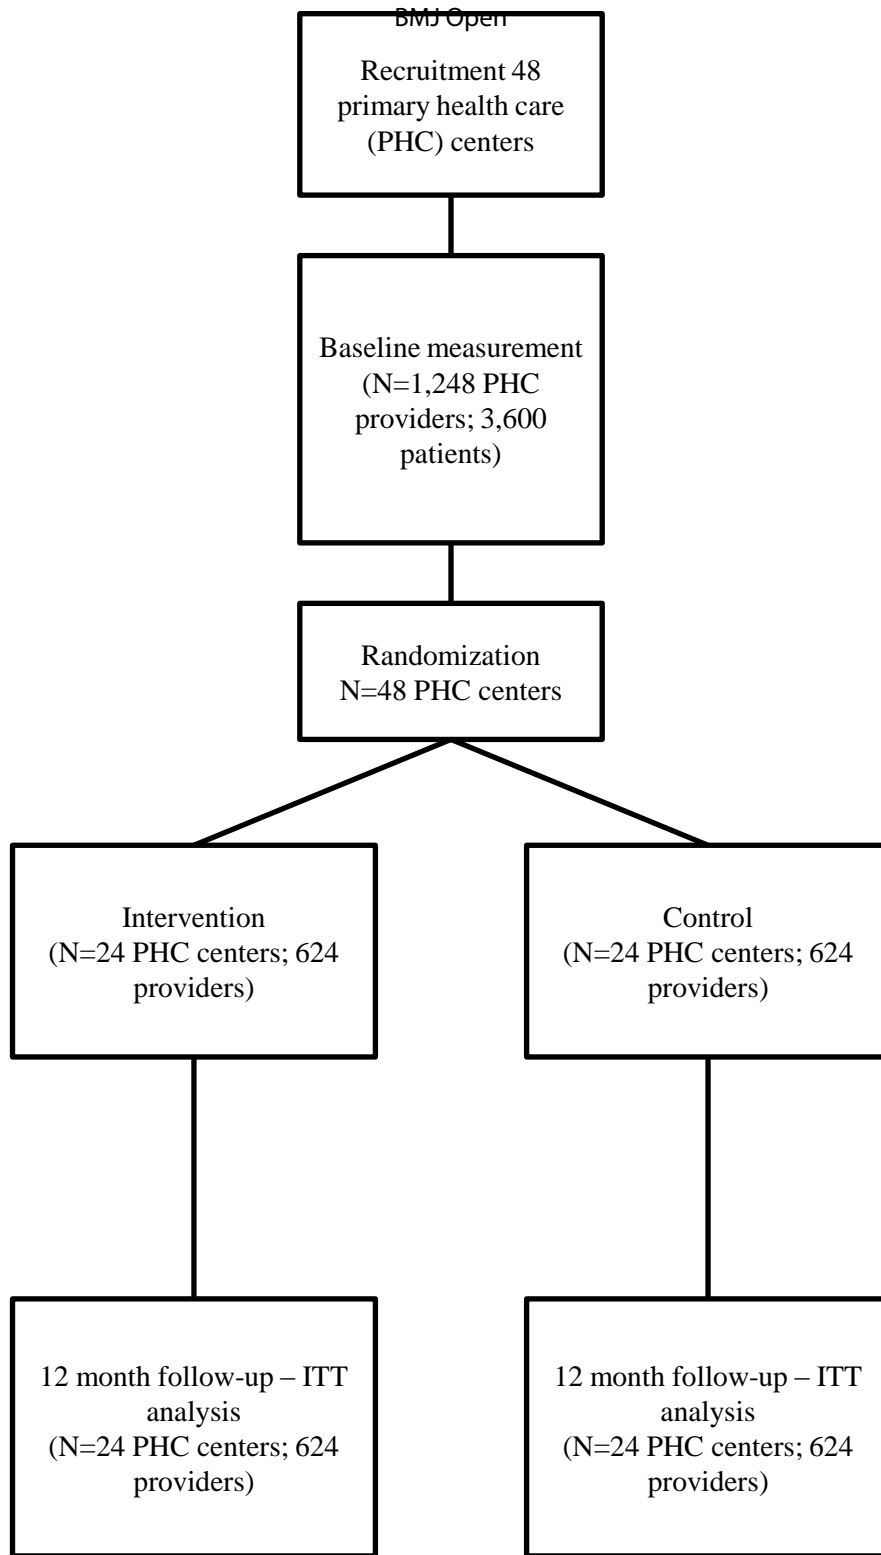 BMJ Open
Recruitment 48
primary health care
(PHC) centers
Baseline measurement
(N=1,248 PHC
providers; 3,600
patients)
Randomization
N=48 PHC centers
Intervention
(N=24 PHC centers; 624
providers)
Control
(N=24 PHC centers; 624
providers)
12 month follow-up – ITT
analysis
(N=24 PHC centers; 624
providers)
12 month follow-up – ITT
analysis
(N=24 PHC centers; 624
providers)